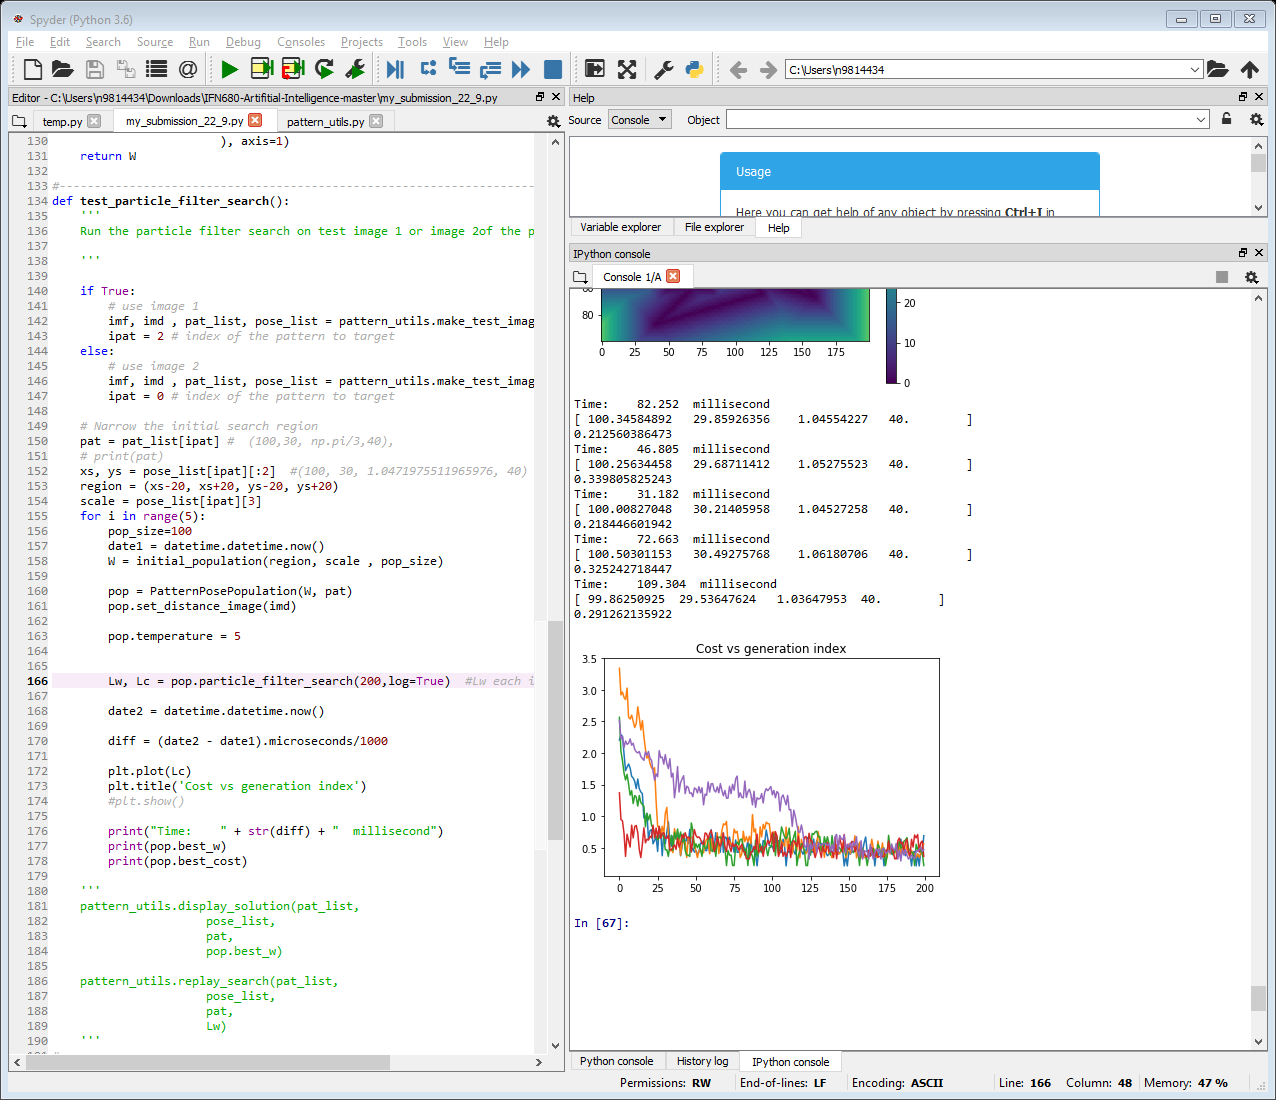 Spyder (Python 3.6)
File Edit Search Source Run Debug Consoles Projects Tools View Help
C:\Users\n9814434
Editor - C:\Users\n9814434\Downloads\IFN680-Artifitial-Intelligence-master\my_submission_22_9.py
temp.py my_submission_22_9.py pattern_utils.py
130 ), axis=1)
131 return W
132
133 #--------------------------------------------------------------------
134 def test_particle_filter_search():
135 '''
136 Run the particle filter search on test image 1 or image 2of the p
137
138 '''
139
140 if True:
141 # use image 1
142 imf, imd , pat_list, pose_list = pattern_utils.make_test_imag
143 ipat = 2 # index of the pattern to target
144 else:
145 # use image 2
146 imf, imd , pat_list, pose_list = pattern_utils.make_test_imag
147 ipat = 0 # index of the pattern to target
148
149 # Narrow the initial search region
150 pat = pat_list[ipat] # (100,30, np.pi/3,40),
151 # print(pat)
152 xs, ys = pose_list[ipat][:2] #(100, 30, 1.0471975511965976, 40)
153 region = (xs-20, xs+20, ys-20, ys+20)
154 scale = pose_list[ipat][3]
155 for i in range(5):
156 pop_size=100
157 date1 = datetime.datetime.now()
158 W = initial_population(region, scale , pop_size)
159
160 pop = PatternPosePopulation(W, pat)
161 pop.set_distance_image(imd)
162
163 pop.temperature = 5
164
165
166 Lw, Lc = pop.particle_filter_search(200,log=True) #Lw each i
167
168 date2 = datetime.datetime.now()
169
170 diff = (date2 - date1).microseconds/1000
171
172 plt.plot(Lc)
173 plt.title('Cost vs generation index')
174 #plt.show()
175
176 print("Time: " + str(diff) + " millisecond")
177 print(pop.best_w)
178 print(pop.best_cost)
179
180 '''
181 pattern_utils.display_solution(pat_list,
182 pose_list,
183 pat,
184 pop.best_w)
185
186 pattern_utils.replay_search(pat_list,
187 pose_list,
188 pat,
189 Lw)
190 '''
Help
Source Console Object
Usage
Here you can get help of any object by pressing Ctrl+I in
Variable explorer File explorer Help
IPython console
Console 1/A
20
80
10
0 25 50 75 100 125 150 175
0
Time: 82.252 millisecond
[ 100.34584892 29.85926356 1.04554227 40. ]
0.212560386473
Time: 46.805 millisecond
[ 100.25634458 29.68711412 1.05275523 40. ]
0.339805825243
Time: 31.182 millisecond
[ 100.00827048 30.21405958 1.04527258 40. ]
0.218446601942
Time: 72.663 millisecond
[ 100.50301153 30.49275768 1.06180706 40. ]
0.325242718447
Time: 109.304 millisecond
[ 99.86250925 29.53647624 1.03647953 40. ]
0.291262135922
Cost vs generation index
3.5
3.0
2.5
2.0
1.5
1.0
0.5
0 25 50 75 100 125 150 175 200
In [67]:
Python console History log IPython console
Permissions: RW End-of-lines: LF Encoding: ASCII Line: 166 Column: 48 Memory: 47 %